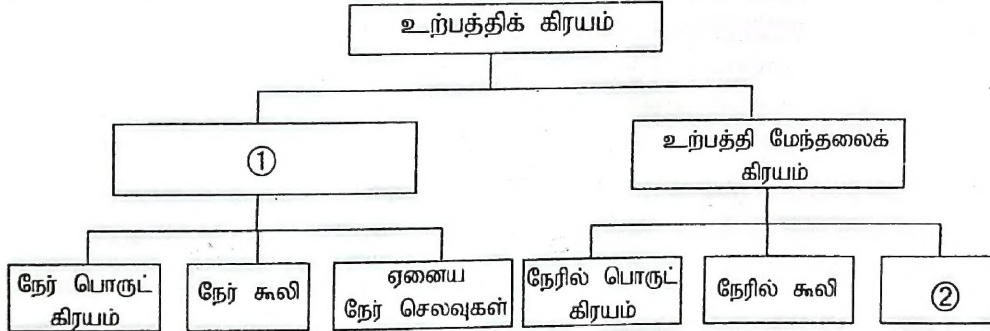 உற்பத்திக் கிரயம்
①
உற்பத்தி மேந்தலைக்
கிரயம்
நேர் பொருட்
கிரயம்
நேர் கூலி
ஏனைய
நேர் செலவுகள்
நேரில் பொருட்
கிரயம்
நேரில் கூலி
②